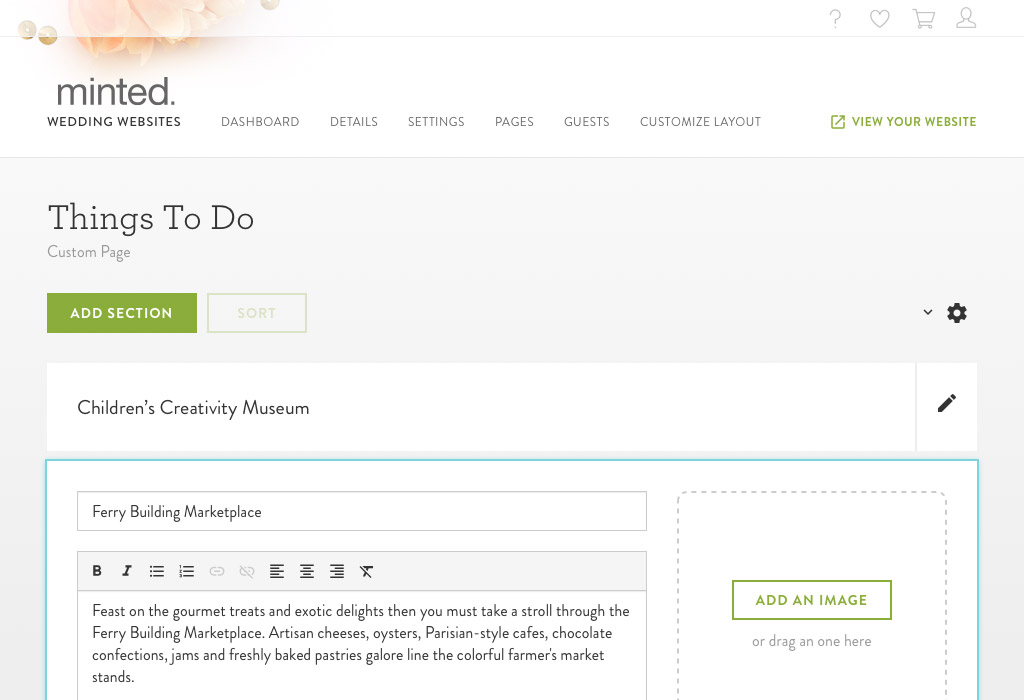 minted.
WEDDING WEBSITES
DASHBOARD
DETAILS
SETTINGS
PAGES
GUESTS
CUSTOMIZE LAYOUT
VIEW YOUR WEBSITE
Things To Do
Custom Page
ADD SECTION
SORT
Children’s Creativity Museum
Ferry Building Marketplace
B I
Feast on the gourmet treats and exotic delights then you must take a stroll through the
Ferry Building Marketplace. Artisan cheeses, oysters, Parisian-style cafes, chocolate
confections, jams and freshly baked pastries galore line the colorful farmer's market
stands.
ADD AN IMAGE
or drag an one here